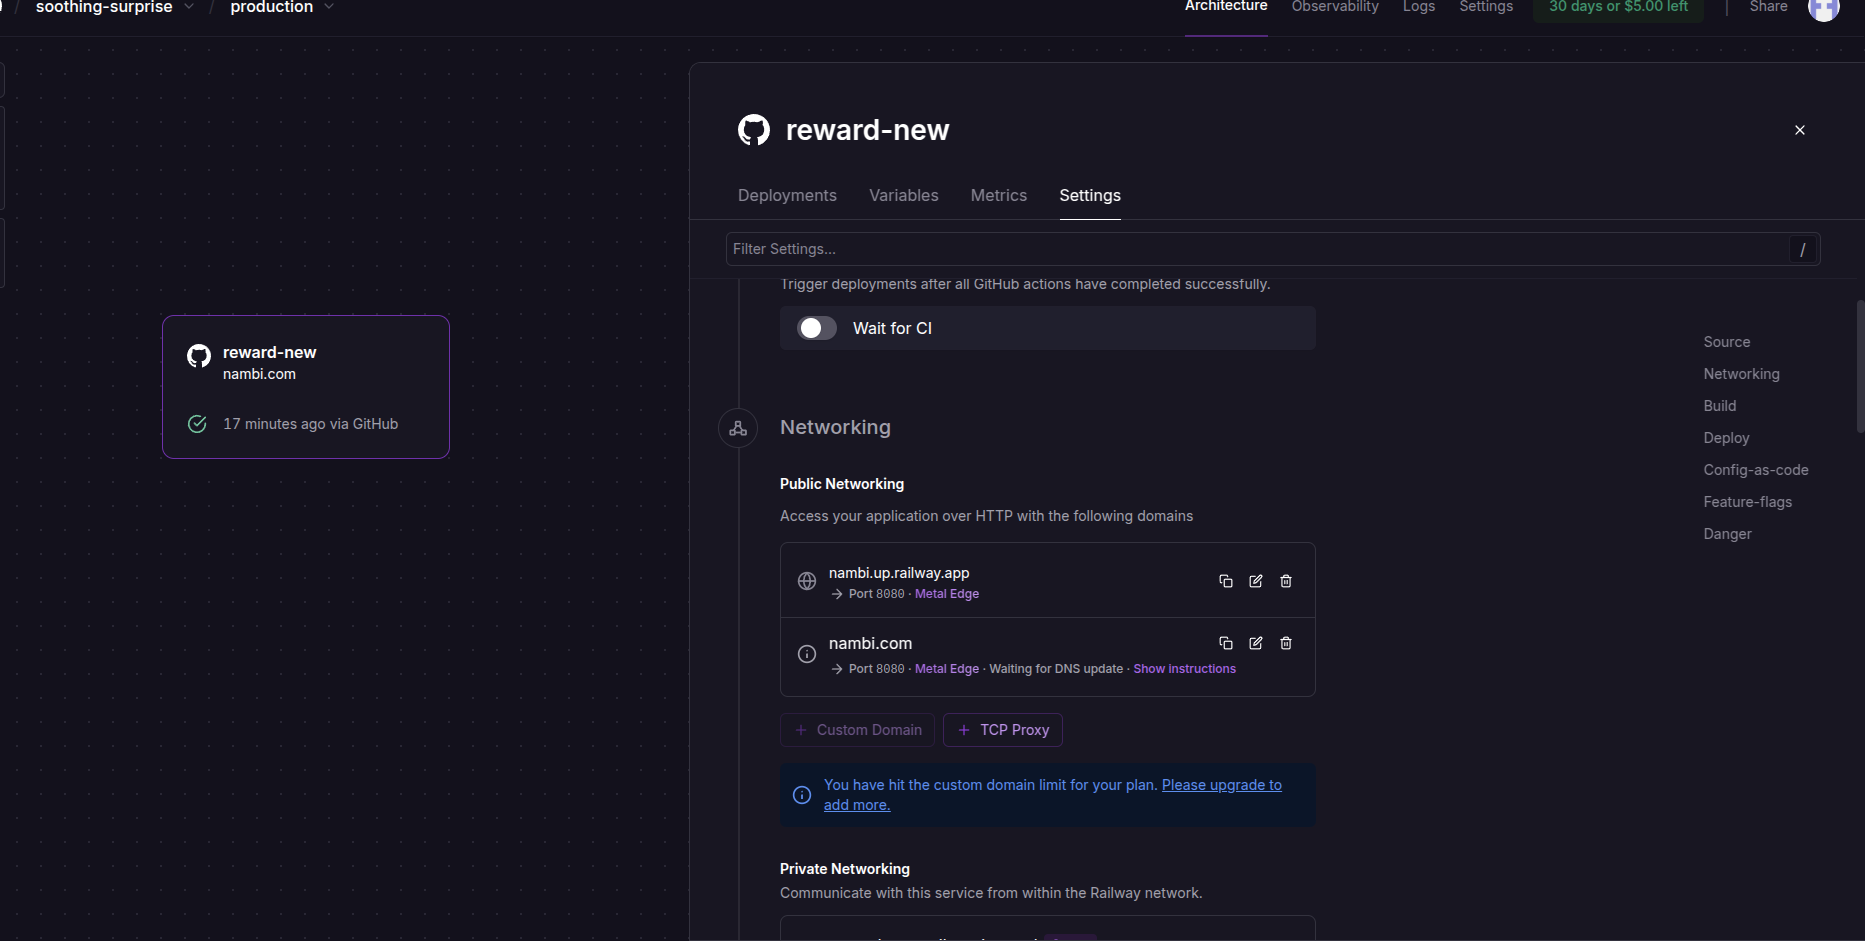 / soothing-surprise / production
Architecture Observability Logs Settings 30 days or $5.00 left | Share
reward-new
Deployments Variables Metrics Settings
Filter Settings... /
Trigger deployments after all GitHub actions have completed successfully.
Wait for CI
reward-new
nambi.com
17 minutes ago via GitHub
Source
Networking
Build
Deploy
Config-as-code
Feature-flags
Danger
Networking
Public Networking
Access your application over HTTP with the following domains
nambi.up.railway.app
→ Port 8080 · Metal Edge
nambi.com
→ Port 8080 · Metal Edge · Waiting for DNS update · Show instructions
+ Custom Domain + TCP Proxy
You have hit the custom domain limit for your plan. Please upgrade to
add more.
Private Networking
Communicate with this service from within the Railway network.